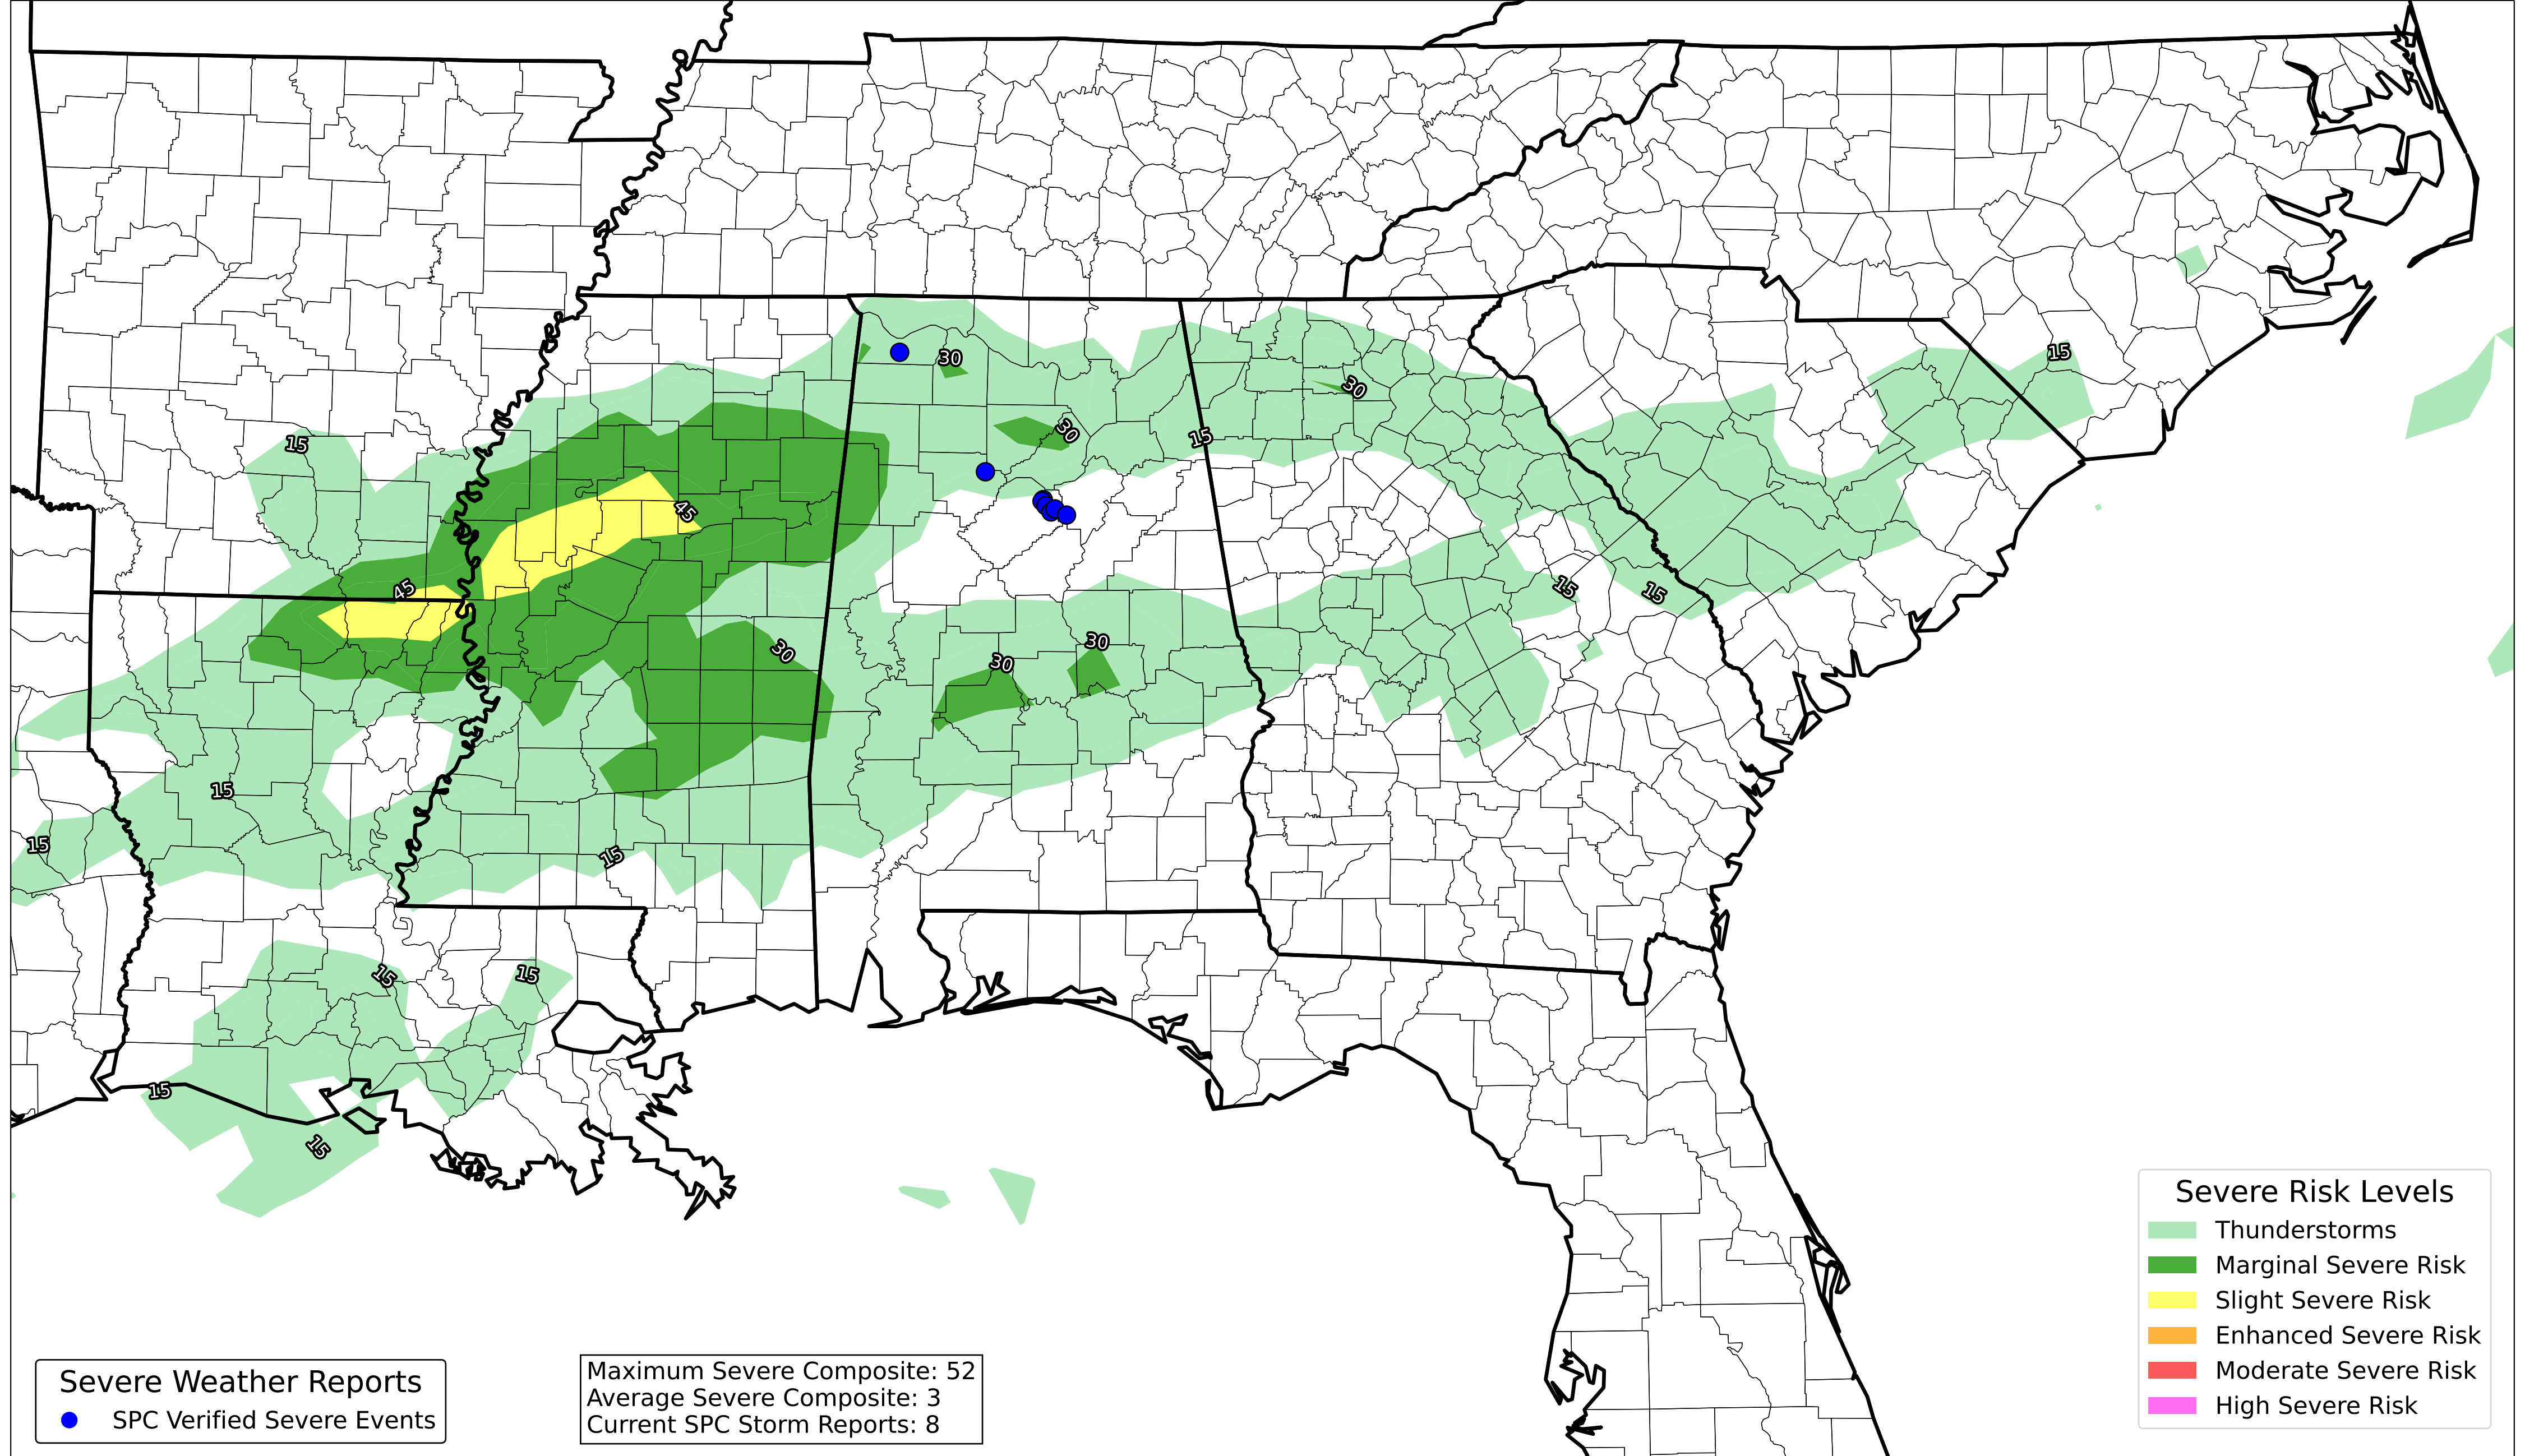 30
30
15
15
30
15
45
45
15
15
30
30
30
15
15
15
15
15
15
15
Severe Risk Levels
Thunderstorms
Marginal Severe Risk
Slight Severe Risk
Enhanced Severe Risk
Moderate Severe Risk
High Severe Risk
Severe Weather Reports
SPC Verified Severe Events
Maximum Severe Composite: 52
Average Severe Composite: 3
Current SPC Storm Reports: 8